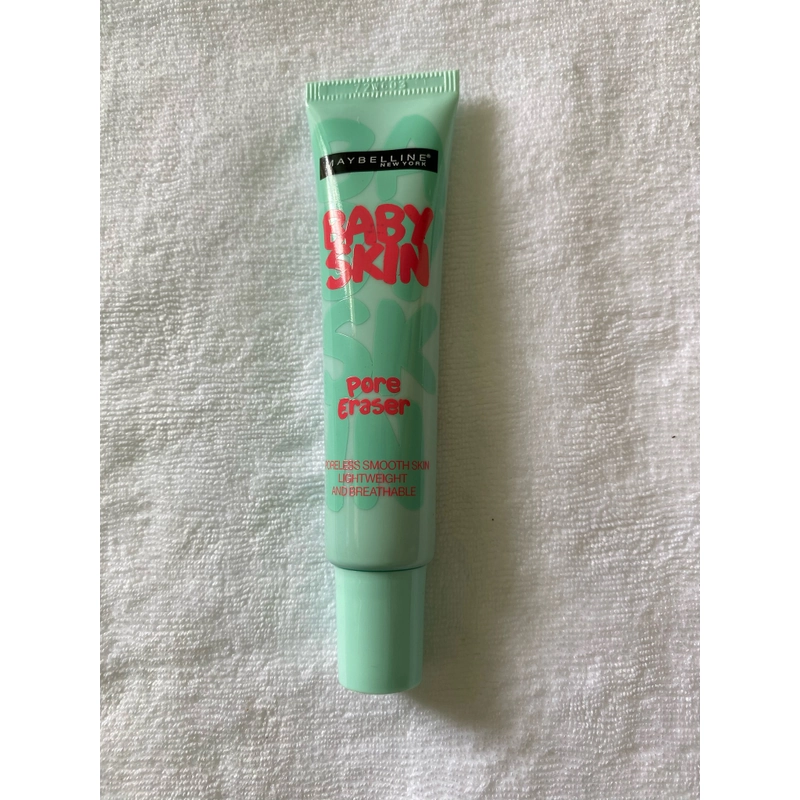 MAYBELLINE®
NEW YORK
BABY
SKIN
Pore
Eraser
PORELESS SMOOTH SKIN
LIGHTWEIGHT
AND BREATHABLE